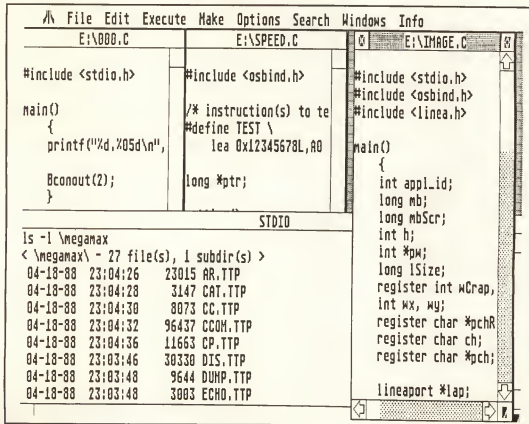 File Edit Execute Make Options Search Windows Info
E:\000.C
#include <stdio.h>
main()
{
printf("%d,%05d\n",
Bconout(2);
}
E:\SPEED.C
#include <osbind.h>
/* instruction(s) to te
#define TEST \
lea 0x12345678L,A0
long *ptr;
E:\IMAGE.C
#include <stdio.h>
#include <osbind.h>
#include <linea.h>
main()
{
int appl_id;
long mb;
long mbScr;
int h;
int *pw;
long lSize;
register int wCrap,
int wx, wy;
register char *pchR
register char ch;
register char *pch;
lineaport *lap;
STDIO
ls -l \megamax
< \megamax\ - 27 file(s), 1 subdir(s) >
04-18-88 23:04:26 23015 AR.TTP
04-18-88 23:04:28 3147 CAT.TTP
04-18-88 23:04:30 8073 CC.TTP
04-18-88 23:04:32 96437 CCOM.TTP
04-18-88 23:04:36 11663 CP.TTP
04-18-88 23:03:46 30330 DIS.TTP
04-18-88 23:03:48 9644 DUMP.TTP
04-18-88 23:03:48 3003 ECHO.TTP